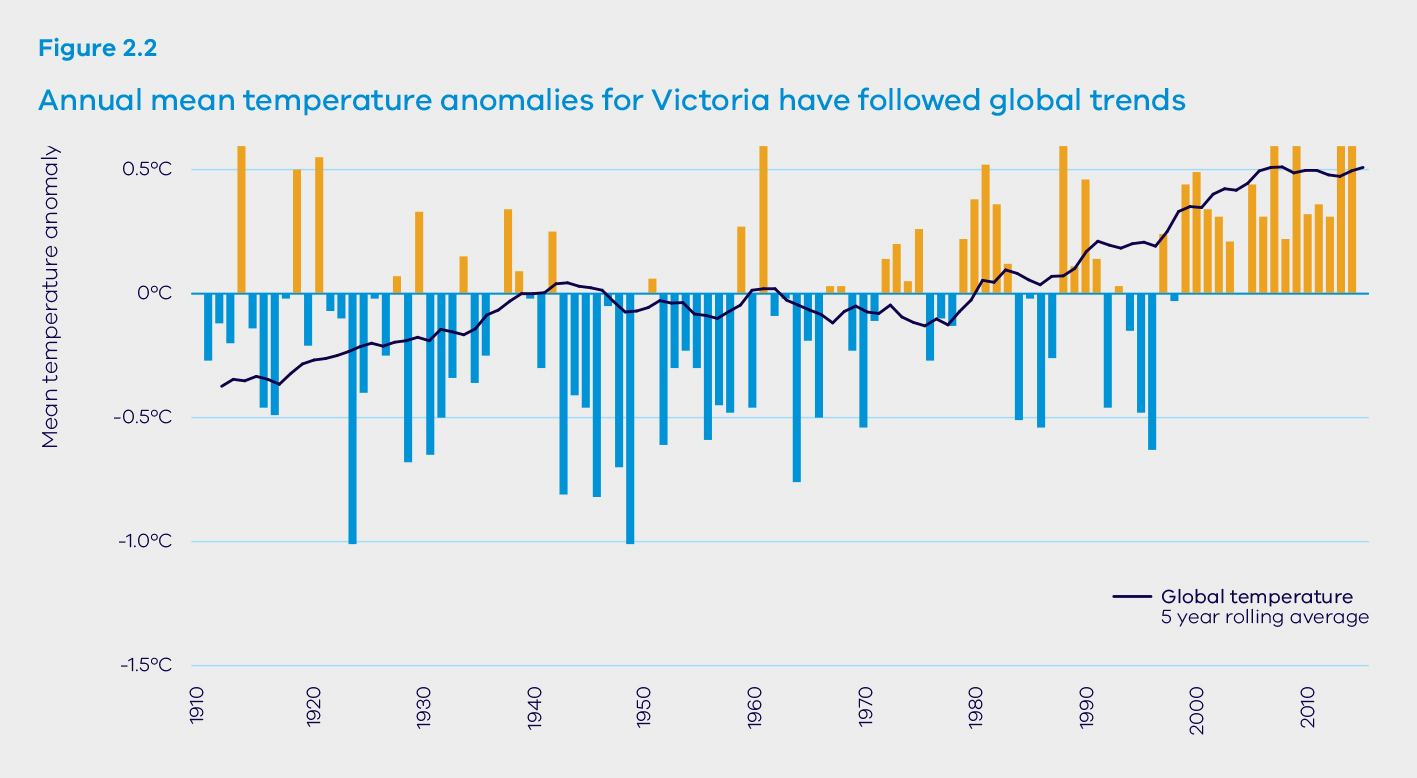 Figure 2.2
Annual mean temperature anomalies for Victoria have followed global trends
Mean temperature anomaly
0.5°C
0°C
-0.5°C
-1.0°C
-1.5°C
Global temperature
5 year rolling average
1910
1920
1930
1940
1950
1960
1970
1980
1990
2000
2010